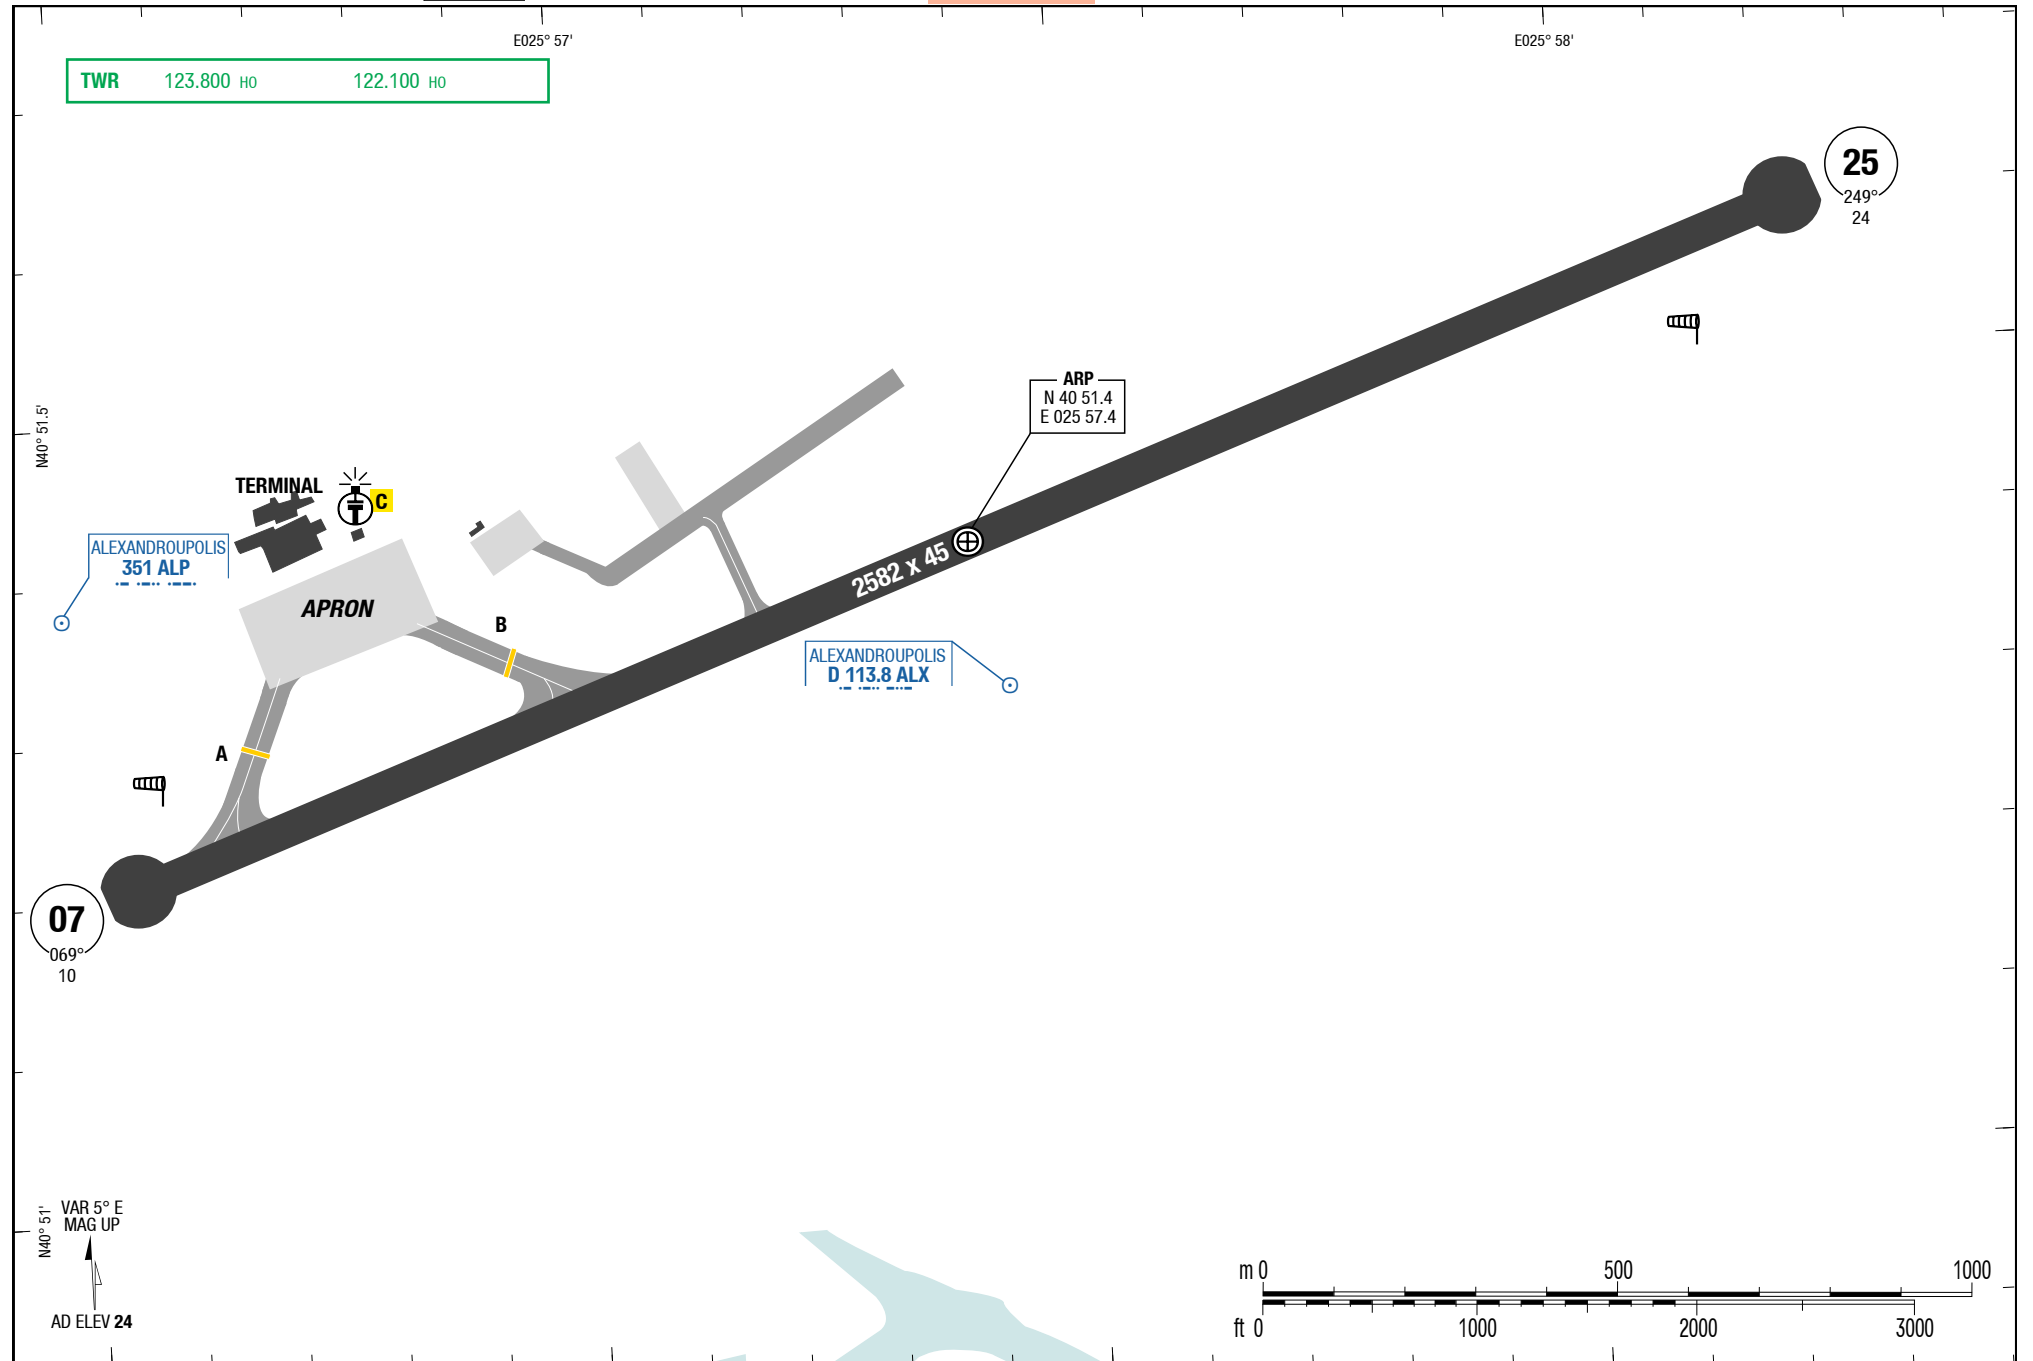 E025° 57'
E025° 58'
TWR 123.800 HO 122.100 HO
25
249°
24
ARP
N 40 51.4
E 025 57.4
N40° 51.5'
TERMINAL
C
ALEXANDROUPOLIS
351 ALP
APRON
2582 x 45
B
ALEXANDROUPOLIS
D 113.8 ALX
A
07
069°
10
VAR 5° E
MAG UP
N40° 51'
AD ELEV 24
m 0 500 1000
ft 0 1000 2000 3000